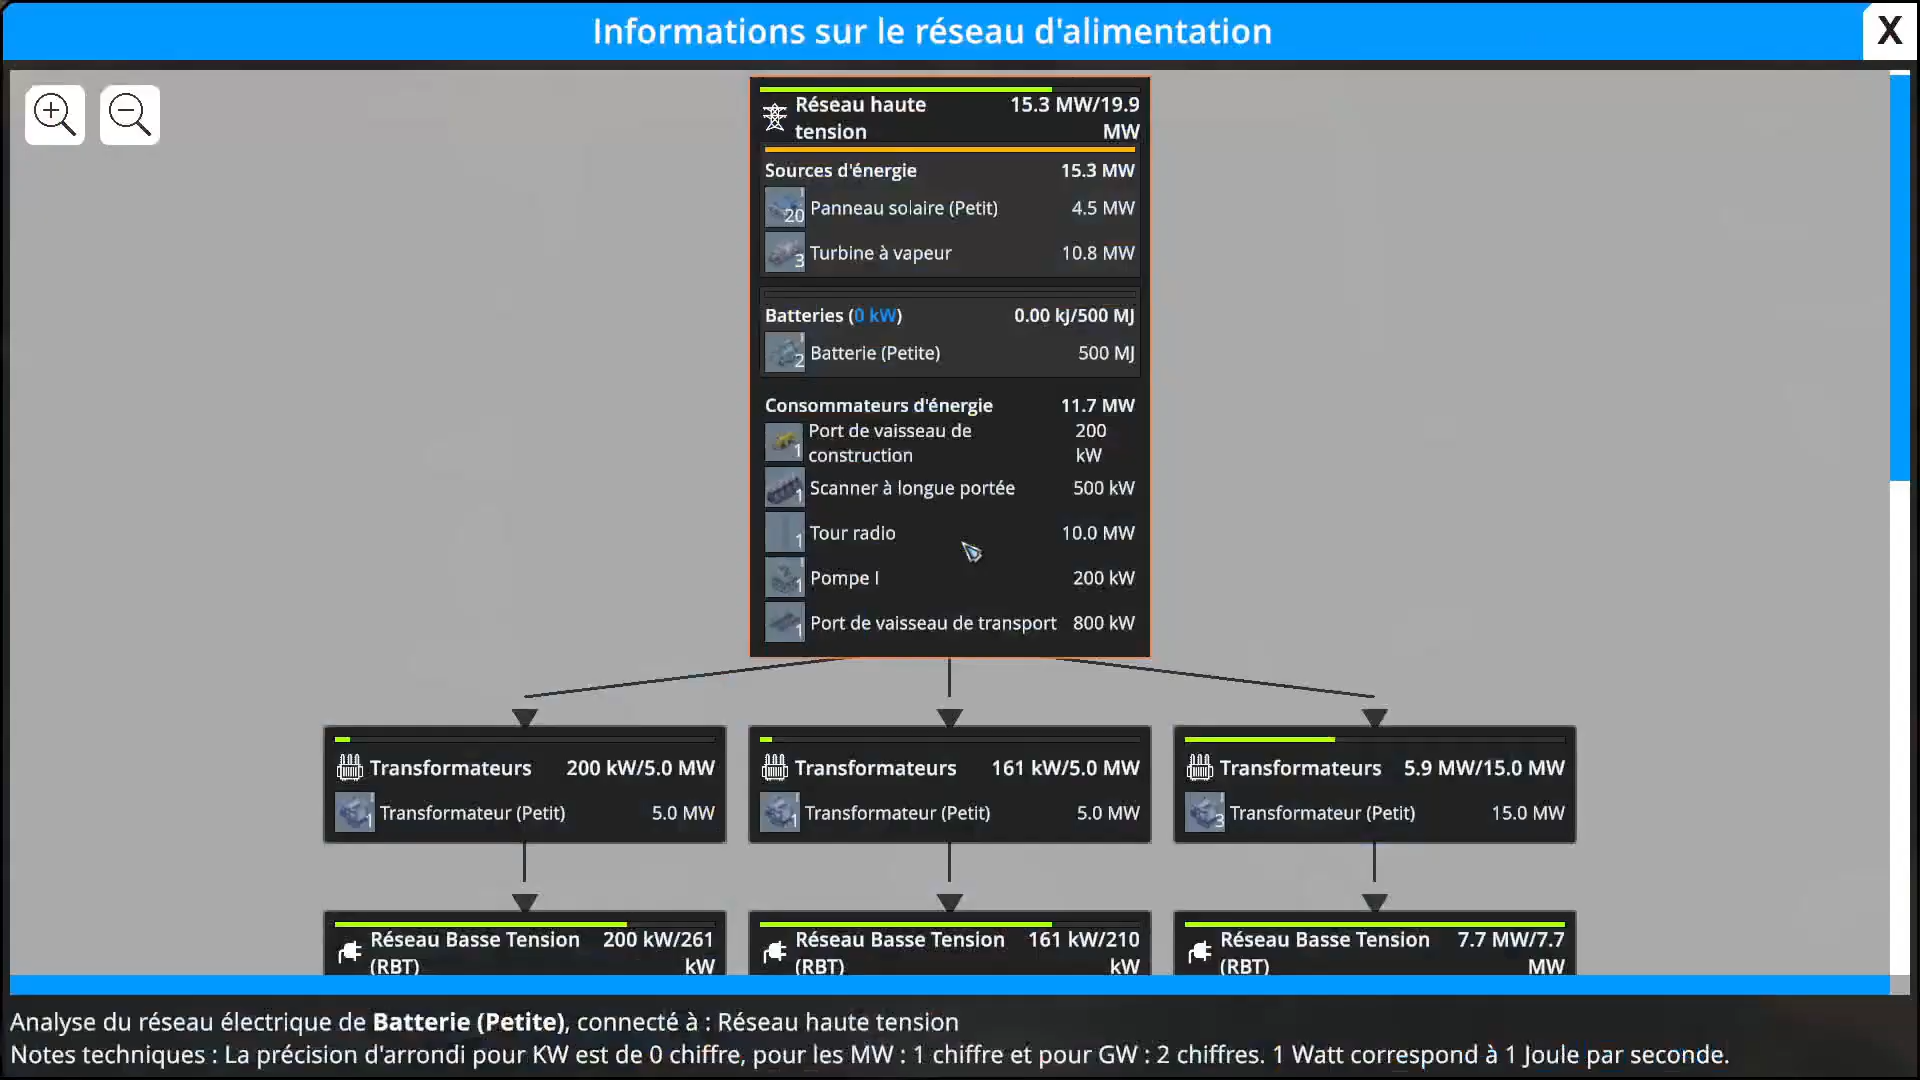 Informations sur le réseau d'alimentation
X
Réseau haute tension 15.3 MW/19.9 MW
Sources d'énergie 15.3 MW
20 Panneau solaire (Petit) 4.5 MW
3 Turbine à vapeur 10.8 MW
Batteries (0 kW) 0.00 kJ/500 MJ
2 Batterie (Petite) 500 MJ
Consommateurs d'énergie 11.7 MW
1 Port de vaisseau de construction 200 kW
1 Scanner à longue portée 500 kW
1 Tour radio 10.0 MW
1 Pompe I 200 kW
1 Port de vaisseau de transport 800 kW
Transformateurs 200 kW/5.0 MW
1 Transformateur (Petit) 5.0 MW
Transformateurs 161 kW/5.0 MW
1 Transformateur (Petit) 5.0 MW
Transformateurs 5.9 MW/15.0 MW
3 Transformateur (Petit) 15.0 MW
Réseau Basse Tension (RBT) 200 kW/261 kW
Réseau Basse Tension (RBT) 161 kW/210 kW
Réseau Basse Tension (RBT) 7.7 MW/7.7 MW
Analyse du réseau électrique de Batterie (Petite), connecté à : Réseau haute tension
Notes techniques : La précision d'arrondi pour KW est de 0 chiffre, pour les MW : 1 chiffre et pour GW : 2 chiffres. 1 Watt correspond à 1 Joule par seconde.